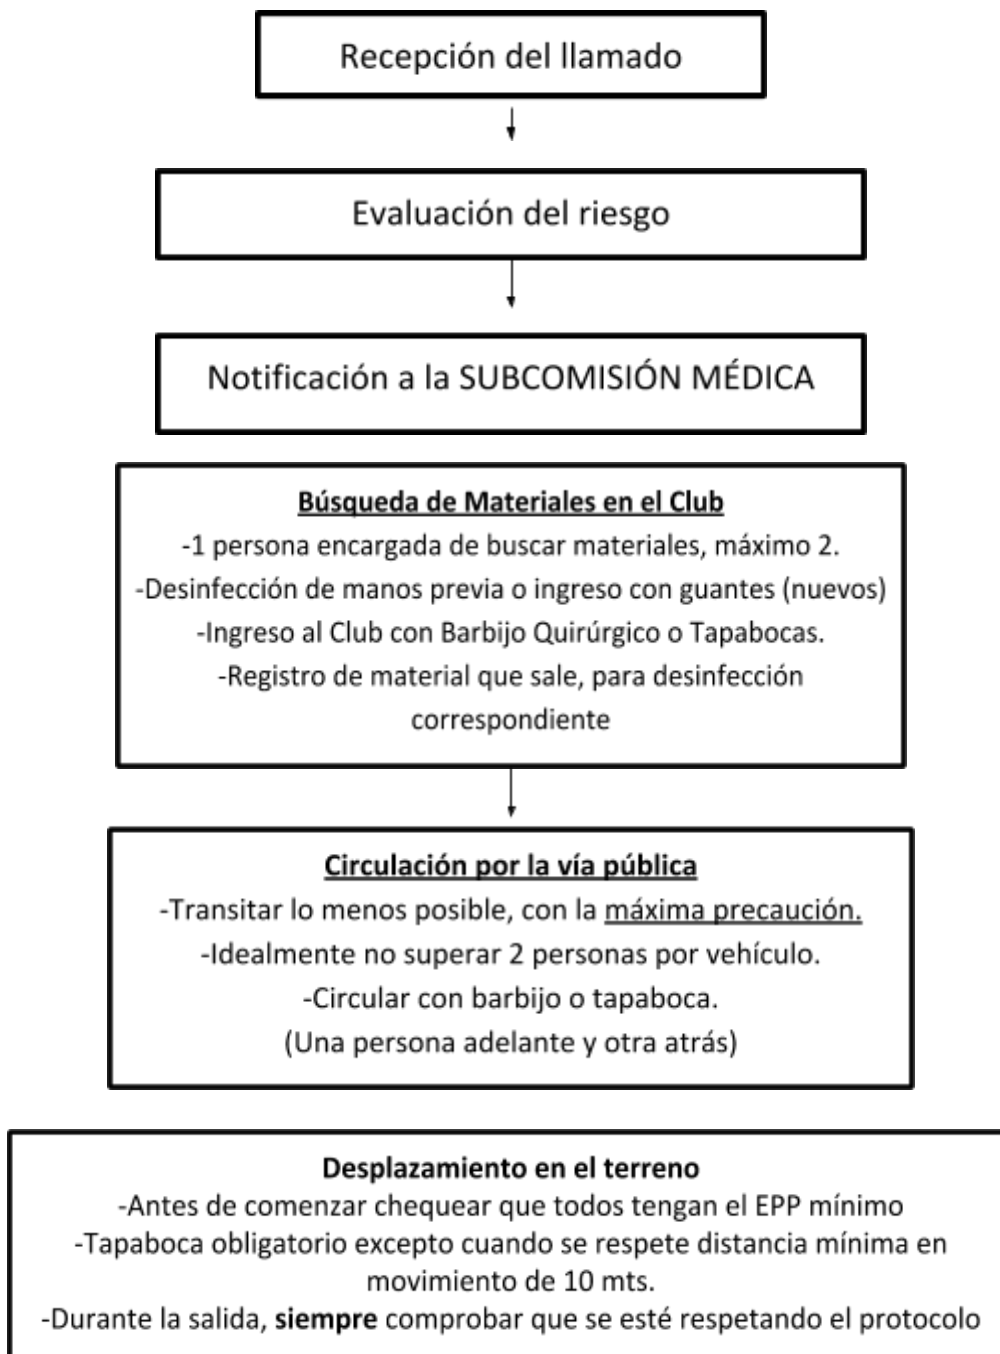 Recepción del llamado
Evaluación del riesgo
Notificación a la SUBCOMISIÓN MÉDICA
Búsqueda de Materiales en el Club
-1 persona encargada de buscar materiales, máximo 2.
-Desinfección de manos previa o ingreso con guantes (nuevos)
-Ingreso al Club con Barbijo Quirúrgico o Tapabocas.
-Registro de material que sale, para desinfección
correspondiente
Circulación por la vía pública
-Transitar lo menos posible, con la máxima precaución.
-Idealmente no superar 2 personas por vehículo.
-Circular con barbijo o tapaboca.
(Una persona adelante y otra atrás)
Desplazamiento en el terreno
-Antes de comenzar chequear que todos tengan el EPP mínimo
-Tapaboca obligatorio excepto cuando se respete distancia mínima en
movimiento de 10 mts.
-Durante la salida, siempre comprobar que se esté respetando el protocolo